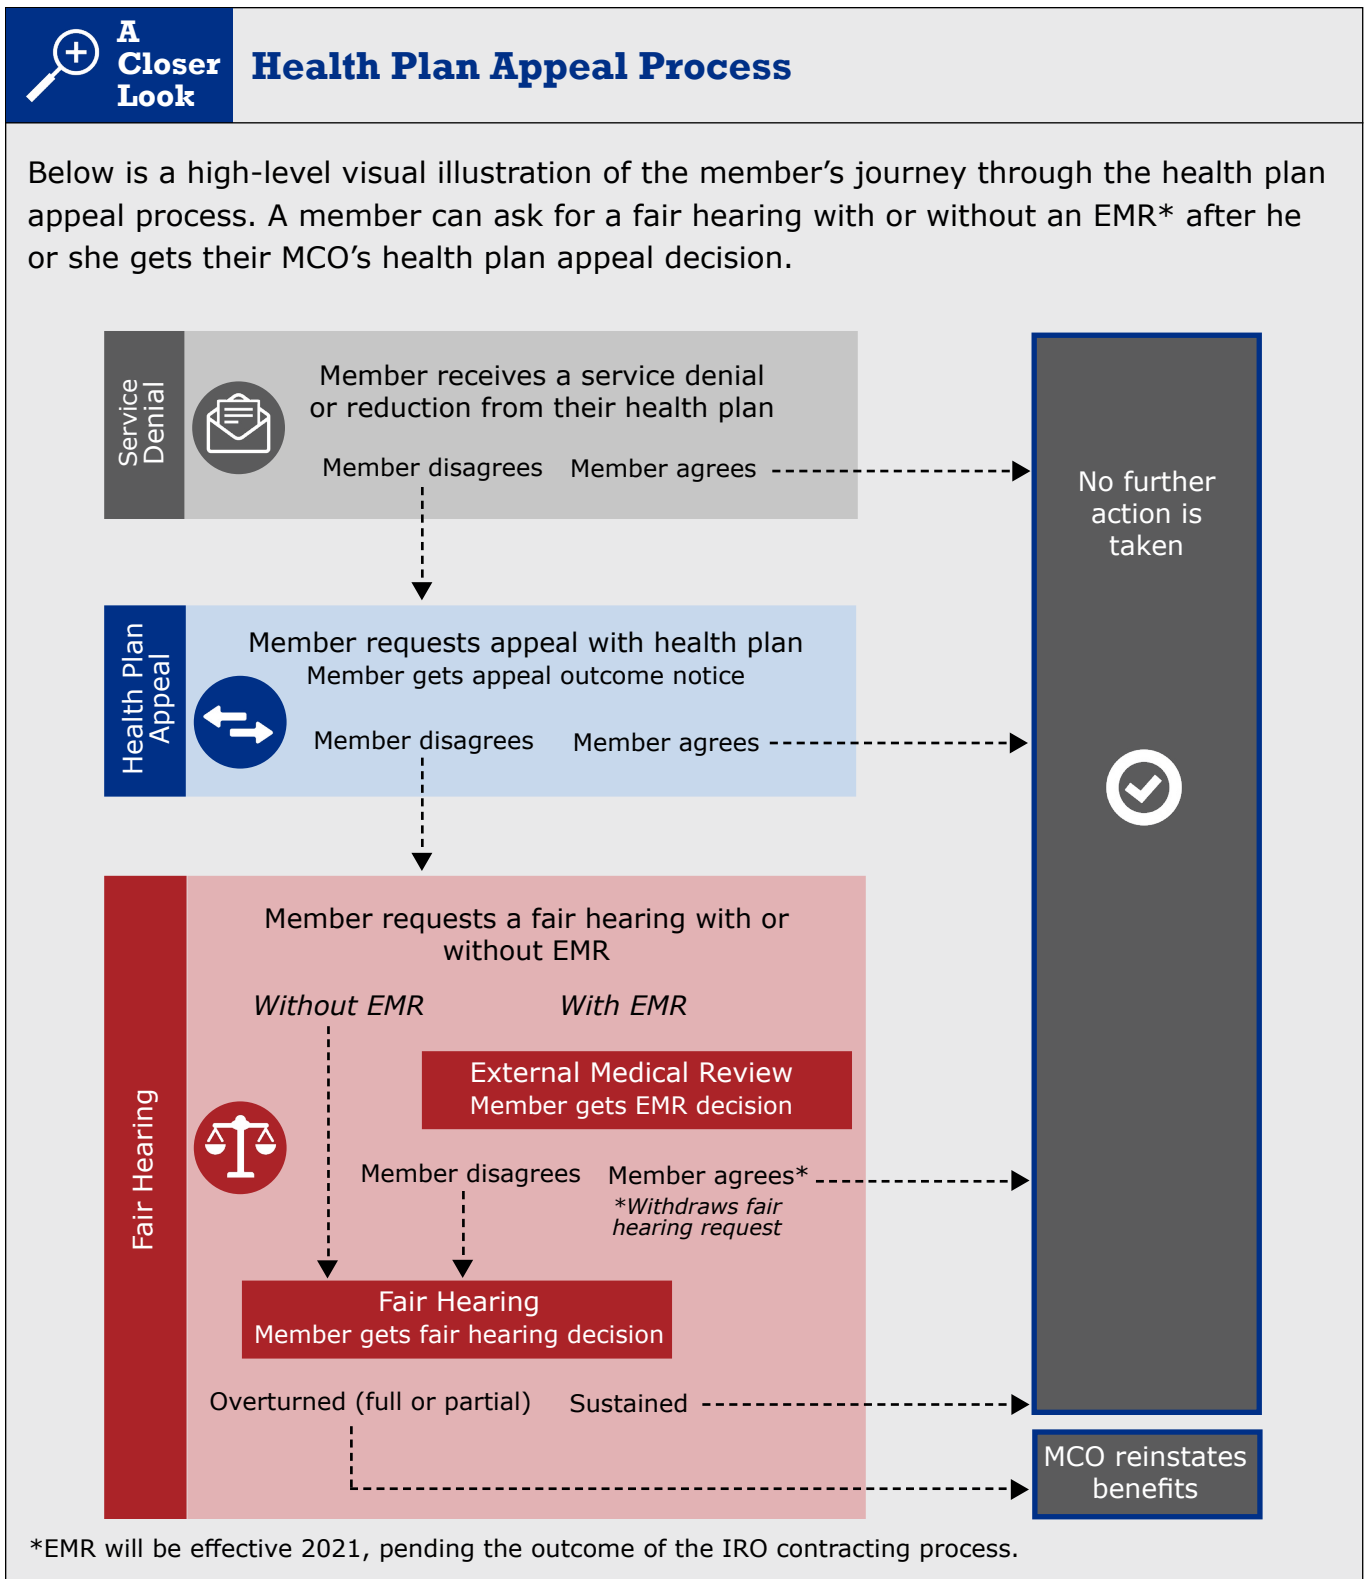 A
Closer
Look
Health Plan Appeal Process
Below is a high-level visual illustration of the member’s journey through the health plan
appeal process. A member can ask for a fair hearing with or without an EMR* after he
or she gets their MCO’s health plan appeal decision.
Service
Denial
Member receives a service denial
or reduction from their health plan
Member disagrees
Member agrees
No further
action is
taken
Health Plan
Appeal
Member requests appeal with health plan
Member gets appeal outcome notice
Member disagrees
Member agrees
Fair Hearing
Member requests a fair hearing with or
without EMR
Without EMR
With EMR
External Medical Review
Member gets EMR decision
Member disagrees
Member agrees*
*Withdraws fair
hearing request
Fair Hearing
Member gets fair hearing decision
Overturned (full or partial)
Sustained
MCO reinstates
benefits
*EMR will be effective 2021, pending the outcome of the IRO contracting process.